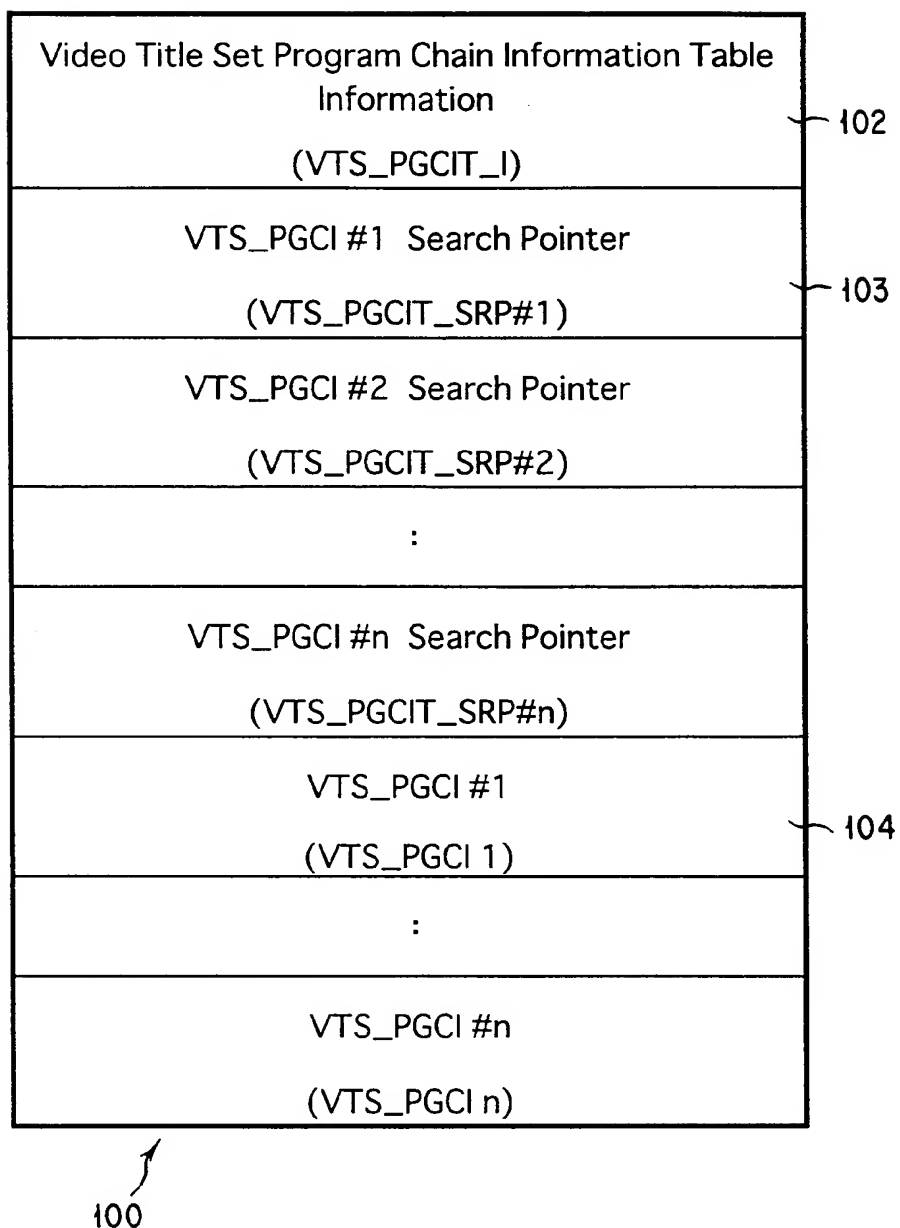 Video Title Set Program Chain Information Table
Information
(VTS_PGCIT_I)
102
VTS_PGCI #1 Search Pointer
(VTS_PGCIT_SRP#1)
103
VTS_PGCI #2 Search Pointer
(VTS_PGCIT_SRP#2)
:
VTS_PGCI #n Search Pointer
(VTS_PGCIT_SRP#n)
VTS_PGCI #1
(VTS_PGCI 1)
104
:
VTS_PGCI #n
(VTS_PGCI n)
100